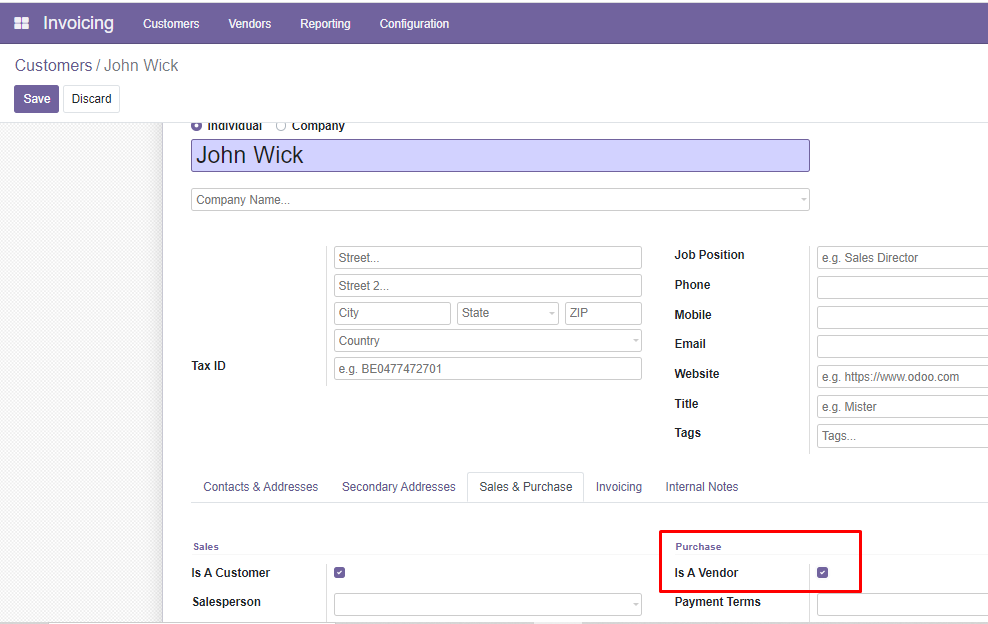 Invoicing Customers Vendors Reporting Configuration
Customers / John Wick
Save Discard
Individual Company
John Wick
Company Name...
Street...
Street 2...
City State ZIP
Country
Tax ID e.g. BE0477472701
Job Position e.g. Sales Director
Phone
Mobile
Email
Website e.g. https://www.odoo.com
Title e.g. Mister
Tags Tags...
Contacts & Addresses Secondary Addresses Sales & Purchase Invoicing Internal Notes
Sales
Is A Customer
Salesperson
Purchase
Is A Vendor
Payment Terms